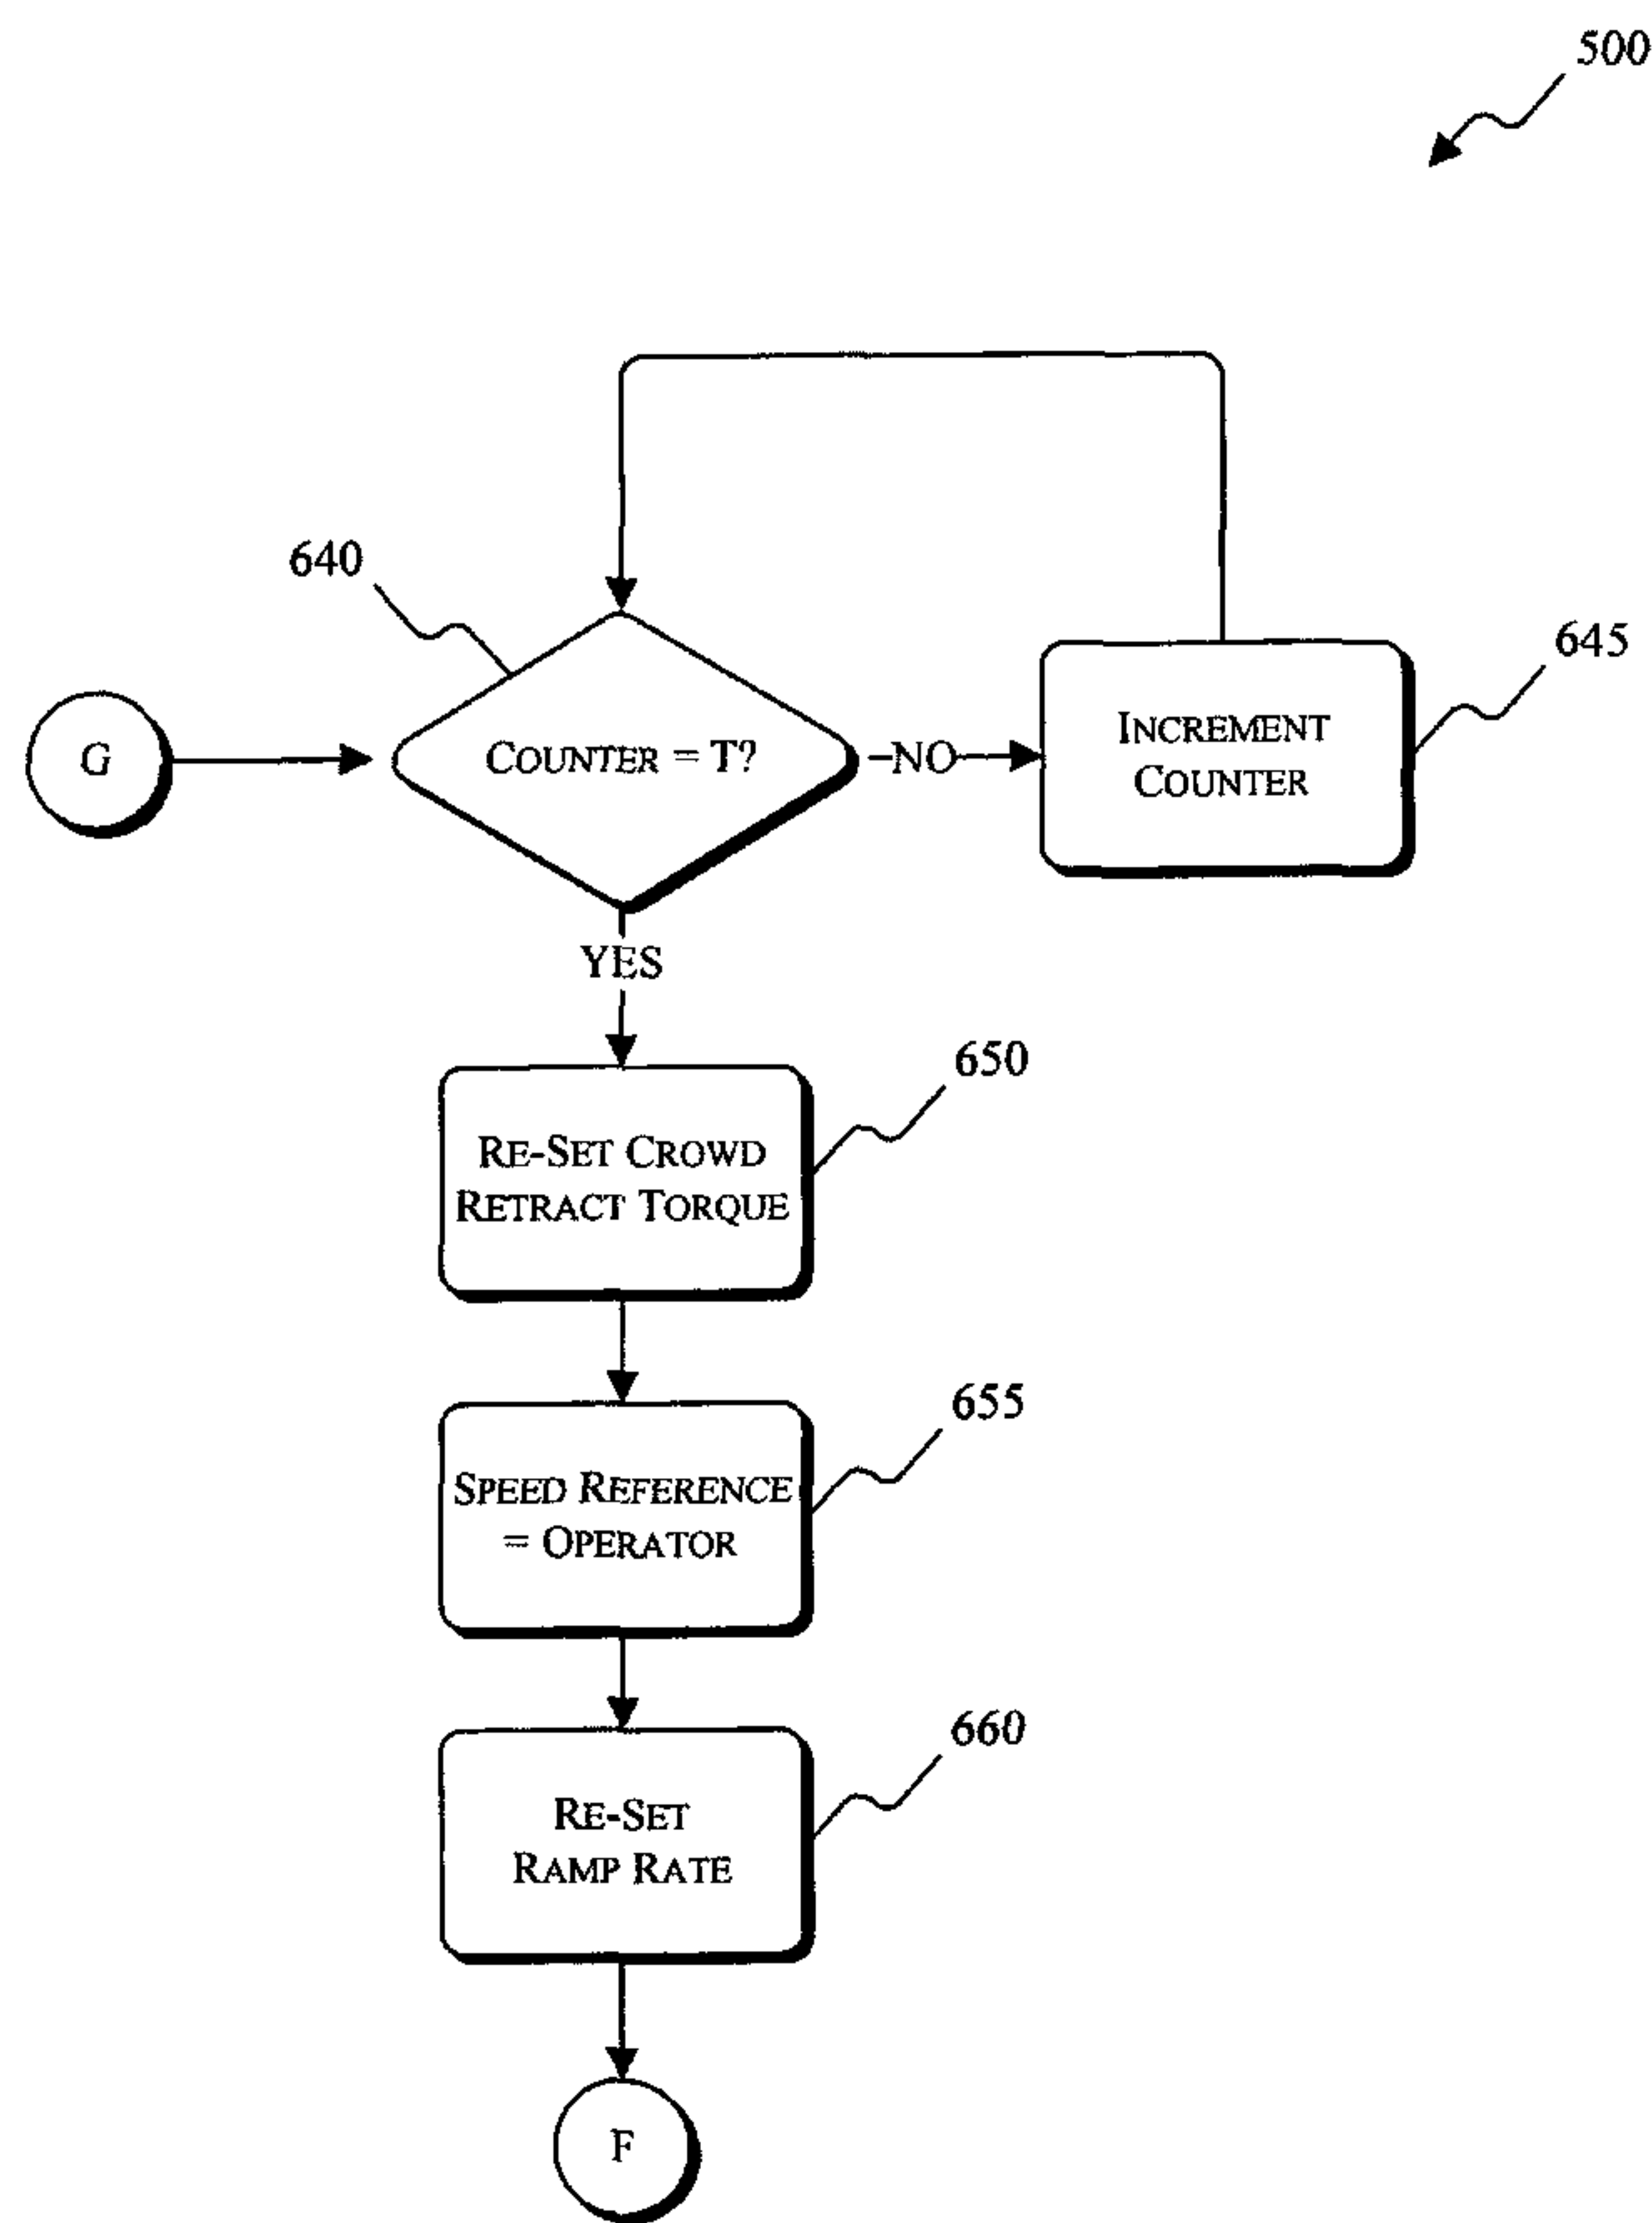 500
640
645
G
COUNTER = T?
NO
INCREMENT
COUNTER
YES
650
RE-SET CROWD
RETRACT TORQUE
655
SPEED REFERENCE
= OPERATOR
660
RE-SET
RAMP RATE
F